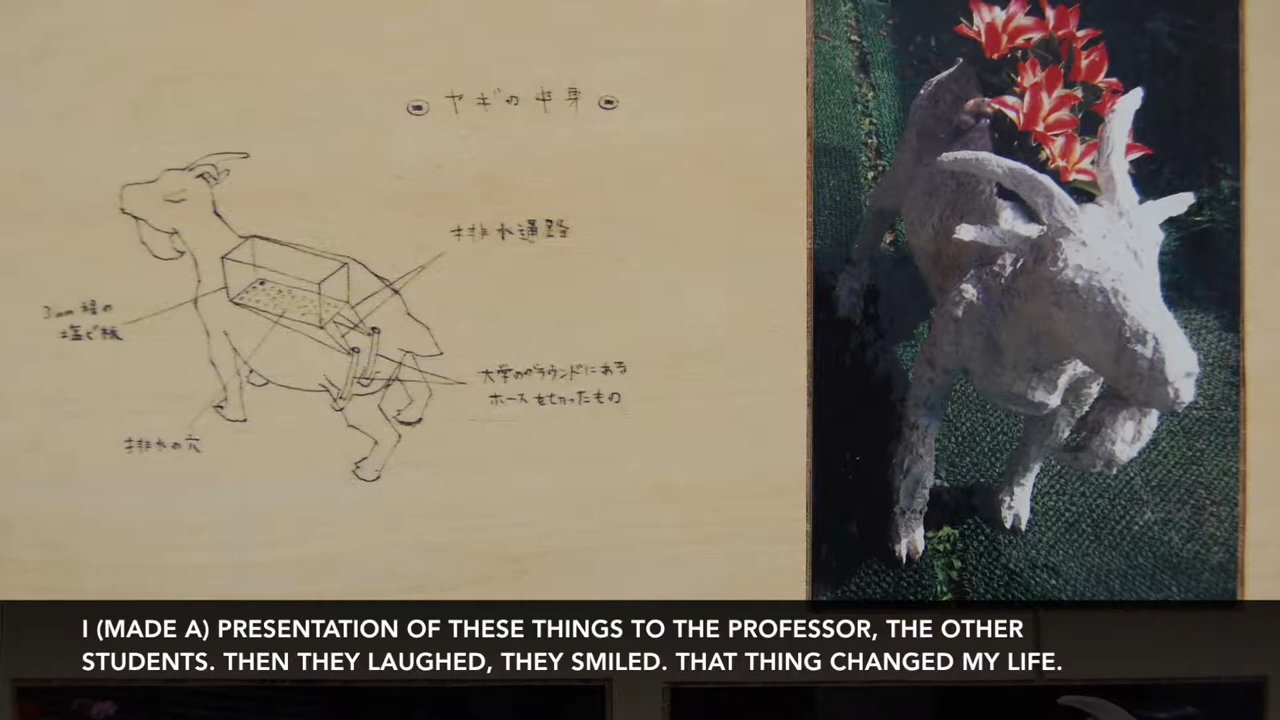 ヤギの中身
排水通路
3mm程の
塩ビ板
大学のグラウンドにある
ホースを切ったもの
排水の穴
I (MADE A) PRESENTATION OF THESE THINGS TO THE PROFESSOR, THE OTHER
STUDENTS. THEN THEY LAUGHED, THEY SMILED. THAT THING CHANGED MY LIFE.